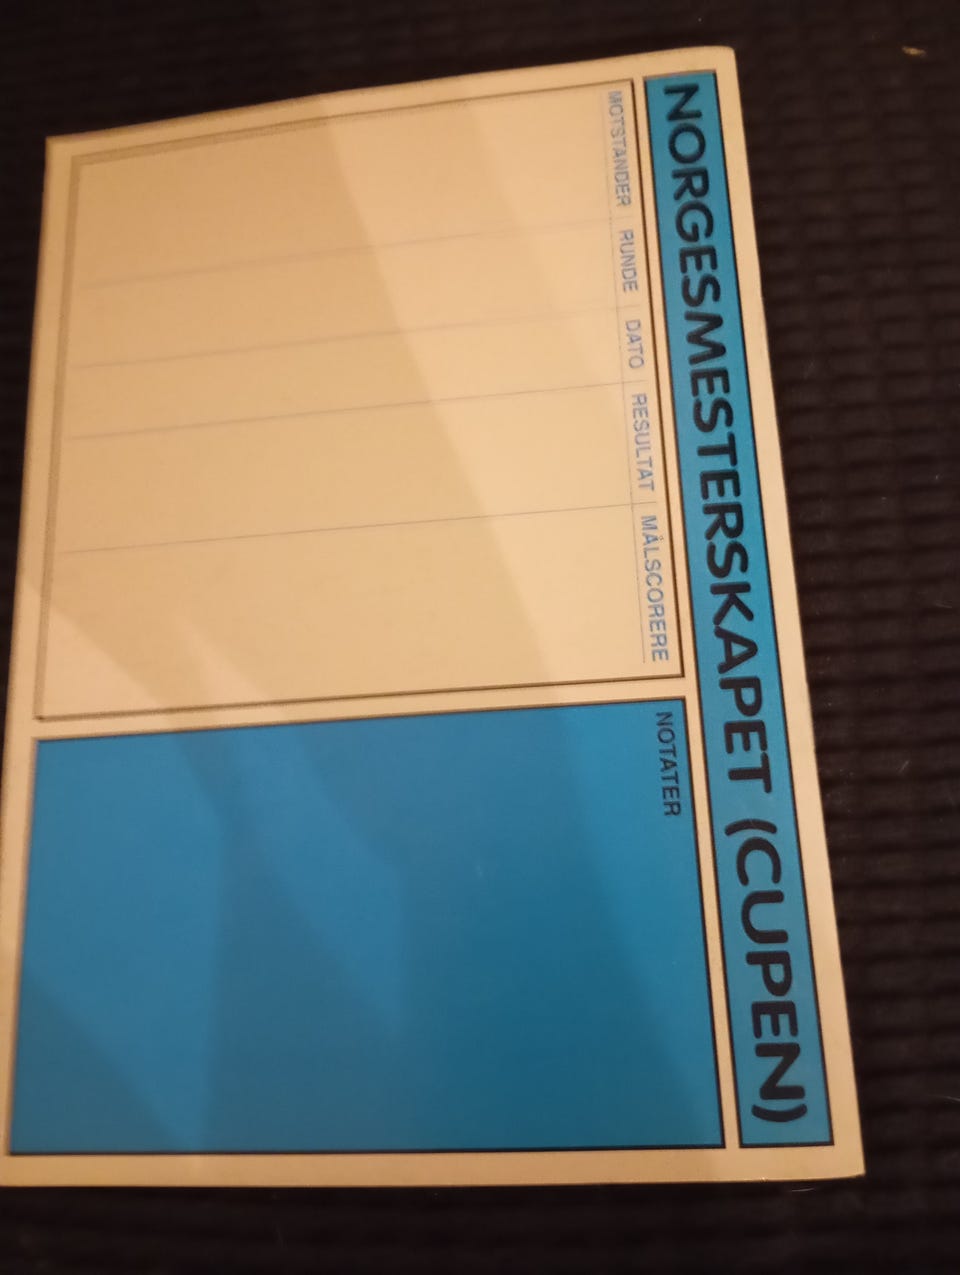 NORGESMESTERSKAPET (CUPEN)
MOTSTANDER RUNDE DATO RESULTAT MÅLSCORERE
NOTATER